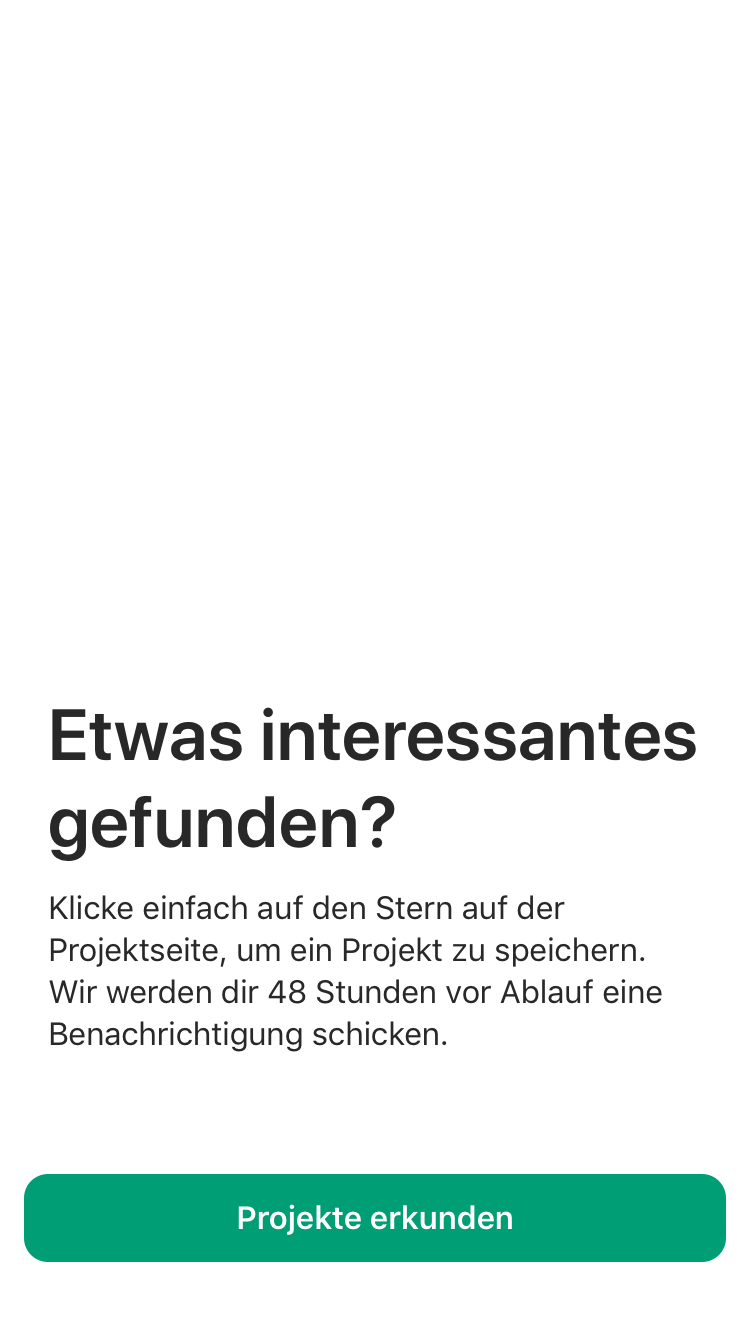 Etwas interessantes
gefunden?
Klicke einfach auf den Stern auf der
Projektseite, um ein Projekt zu speichern.
Wir werden dir 48 Stunden vor Ablauf eine
Benachrichtigung schicken.
Projekte erkunden